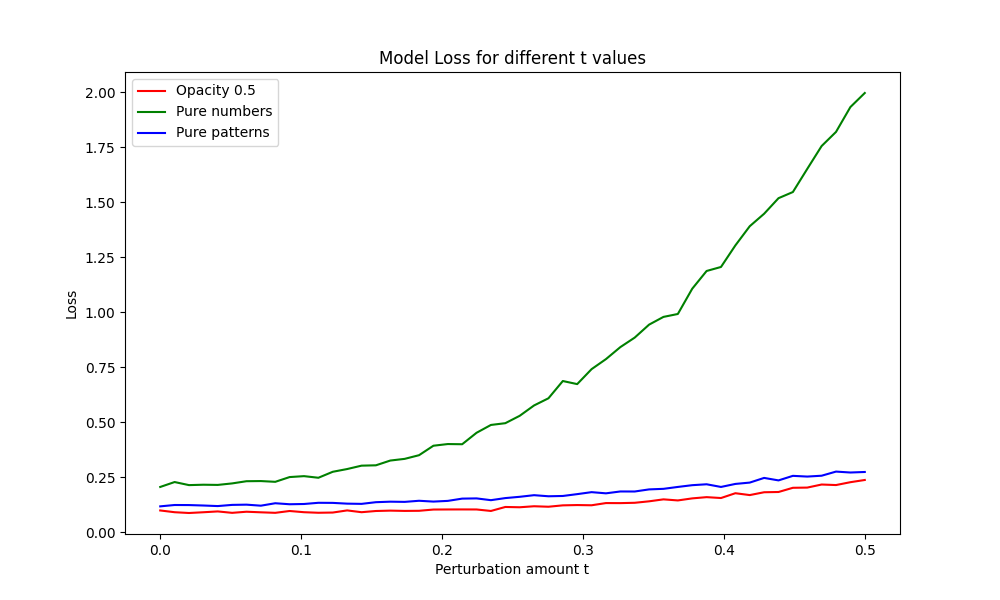 Model Loss for different t values
Opacity 0.5
Pure numbers
Pure patterns
2.00
1.75
1.50
1.25
1.00
0.75
0.50
0.25
0.00
Loss
0.0 0.1 0.2 0.3 0.4 0.5
Perturbation amount t